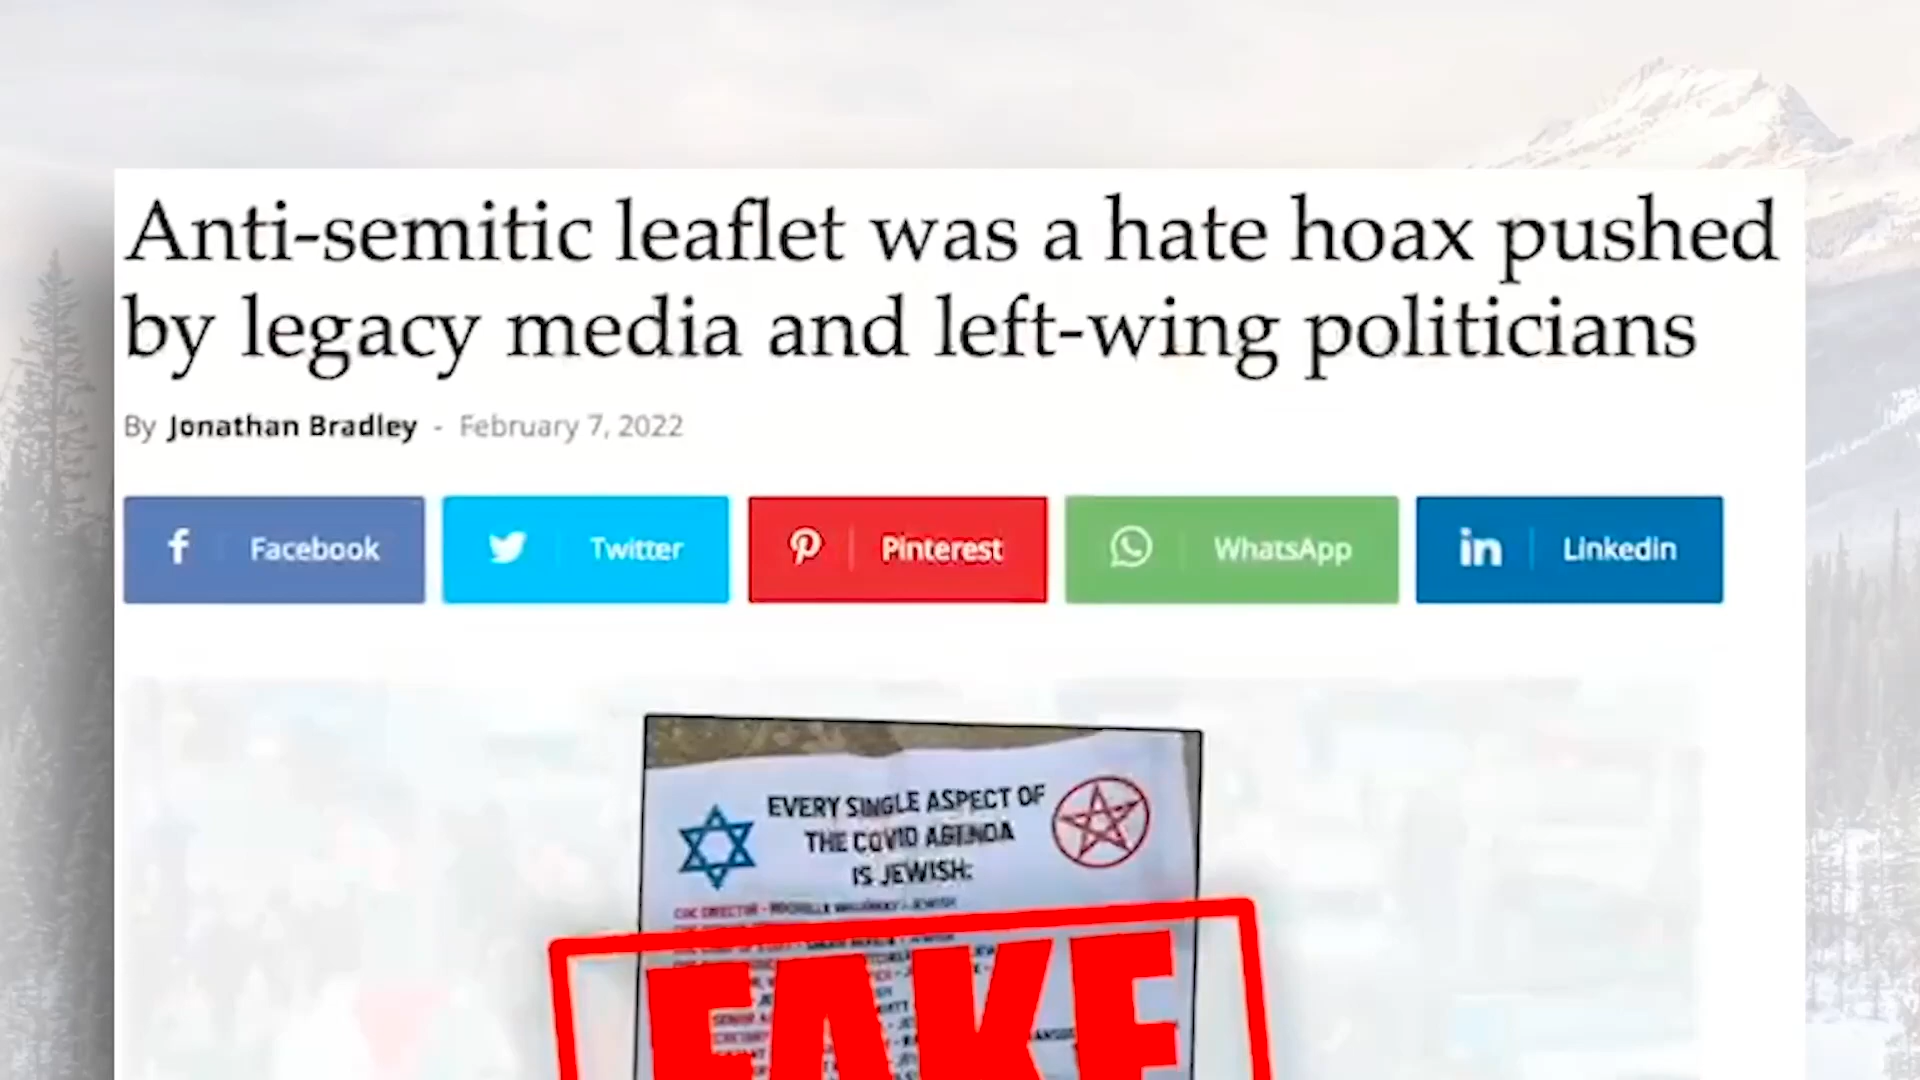 Anti-semitic leaflet was a hate hoax pushed
by legacy media and left-wing politicians
By Jonathan Bradley - February 7, 2022
Facebook Twitter Pinterest WhatsApp Linkedin
EVERY SINGLE ASPECT OF
THE COVID AGENDA
IS JEWISH:
FAKE